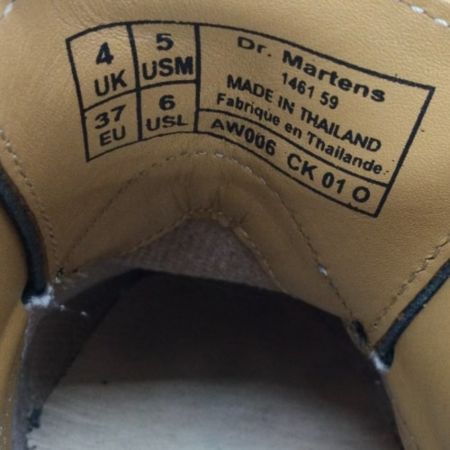 4 UK
5 USM
37 EU
6 USL
Dr. Martens
1461 59
MADE IN THAILAND
Fabrique en Thailande
AW006 CK 01 O